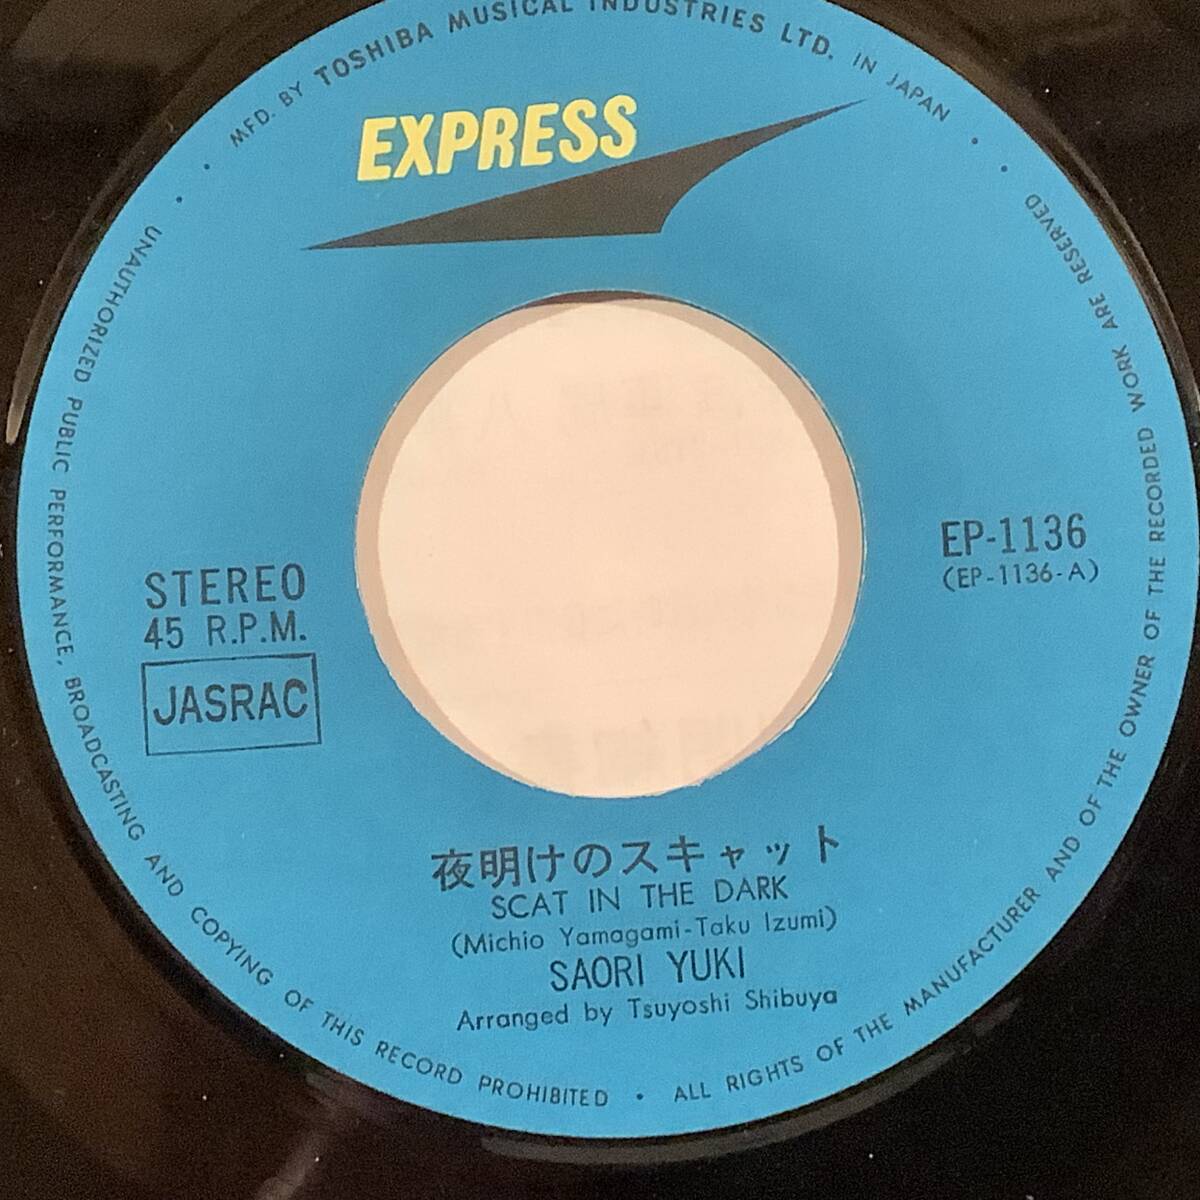 MFD. BY TOSHIBA MUSICAL INDUSTRIES LTD. IN JAPAN
EXPRESS
STEREO
45 R.P.M.
JASRAC
EP-1136
(EP-1136-A)
夜明けのスキャット
SCAT IN THE DARK
(Michio Yamagami-Taku Izumi)
SAORI YUKI
Arranged by Tsuyoshi Shibuya
UNAUTHORIZED PUBLIC PERFORMANCE, BROADCASTING AND COPYING OF THIS RECORD PROHIBITED • ALL RIGHTS OF THE MANUFACTURER AND OF THE OWNER OF THE RECORDED WORK ARE RESERVED